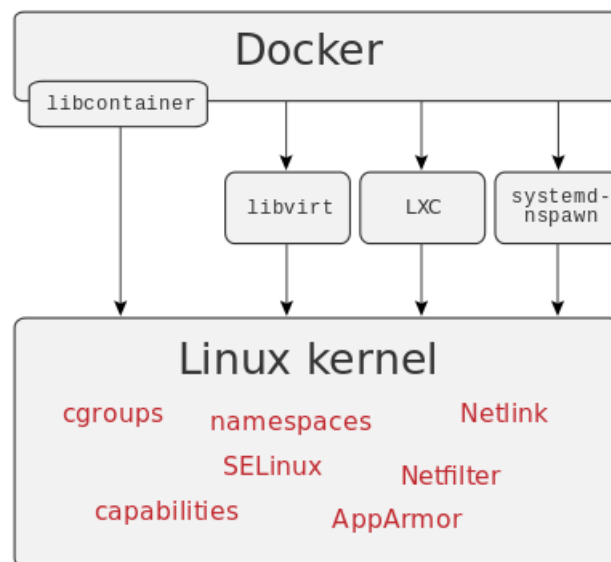 Docker
libcontainer
libvirt
LXC
systemd-
nspawn
Linux kernel
cgroups
namespaces
Netlink
SELinux
Netfilter
capabilities
AppArmor